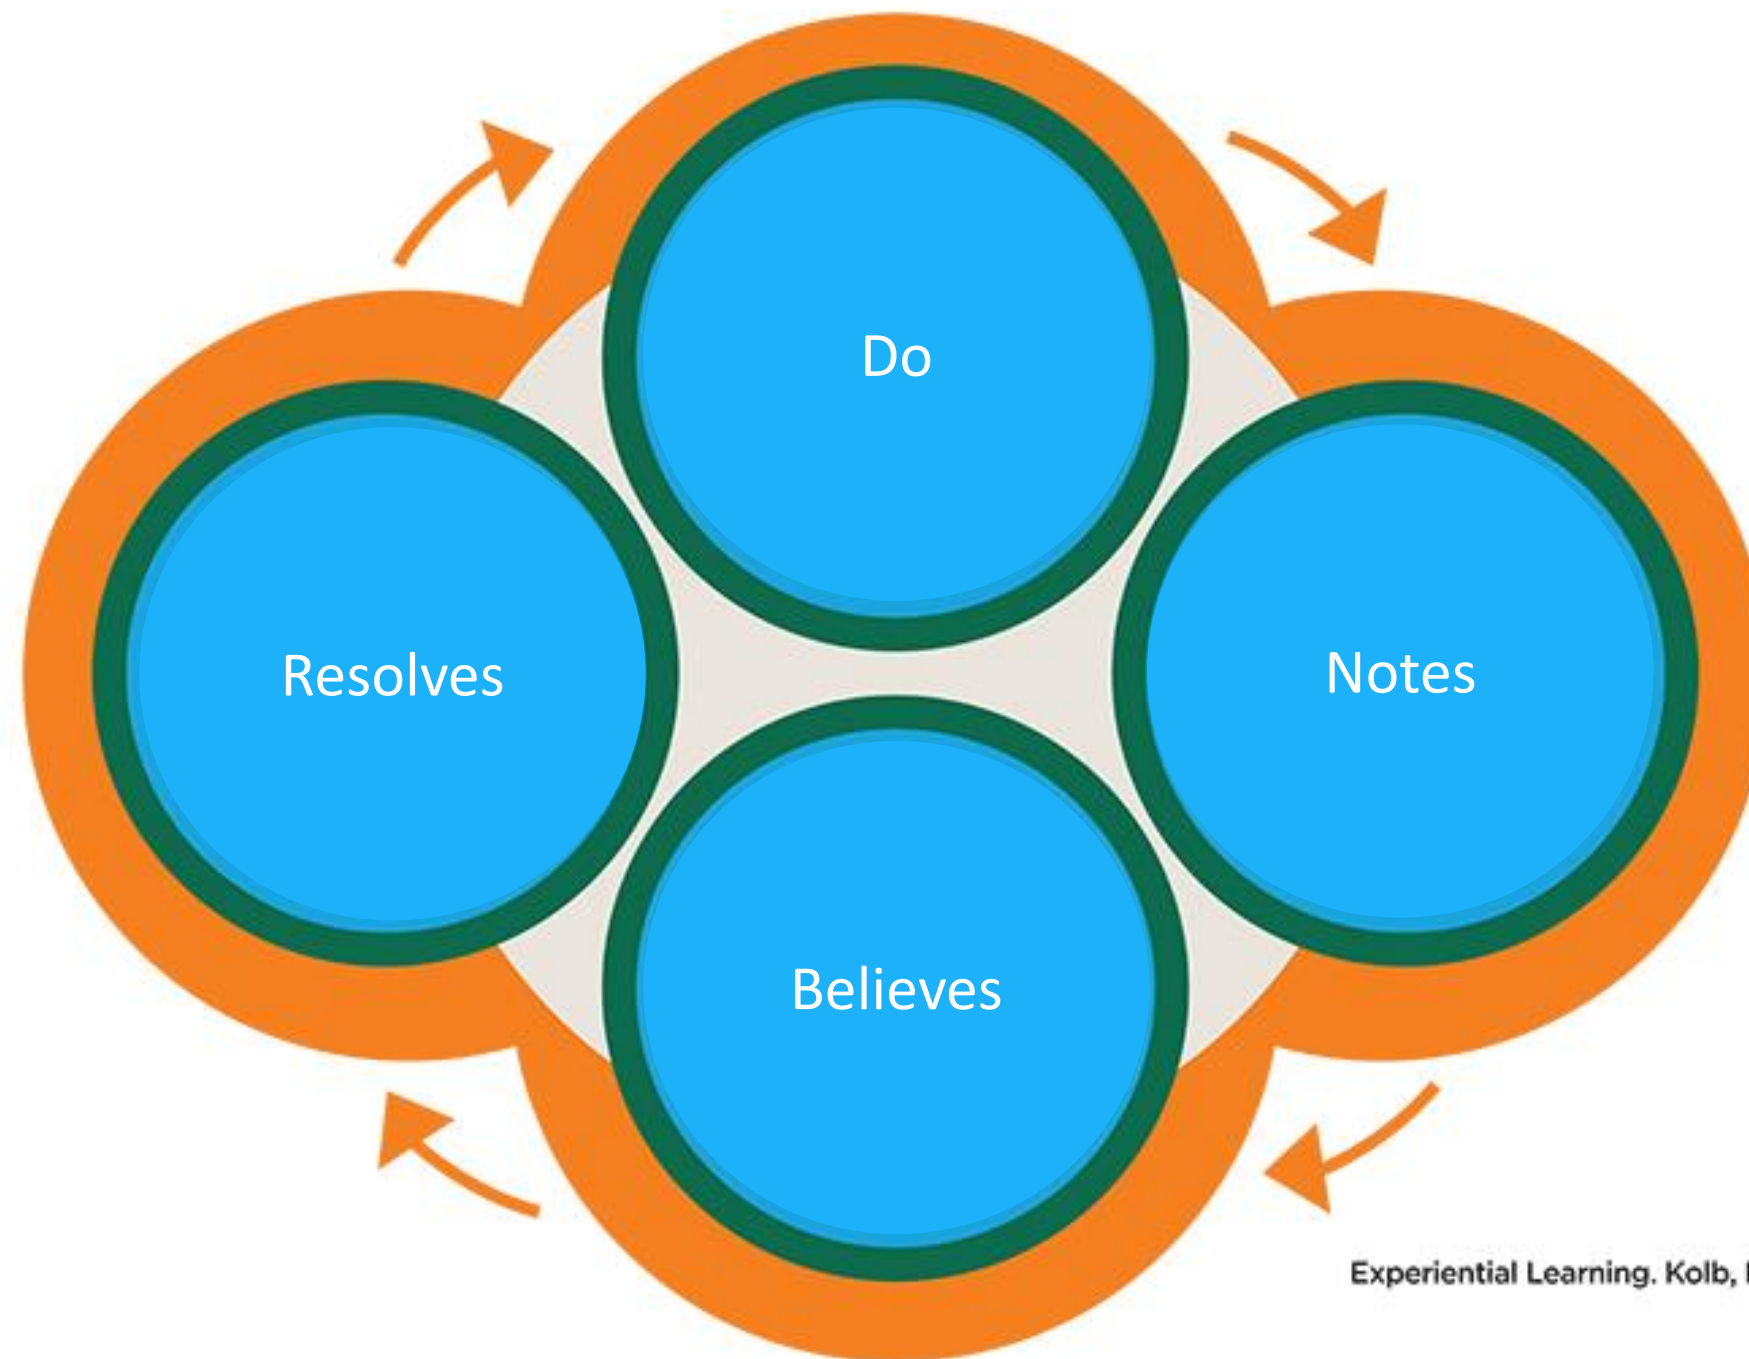 Do
Resolves
Notes
Believes
Experiential Learning. Kolb,